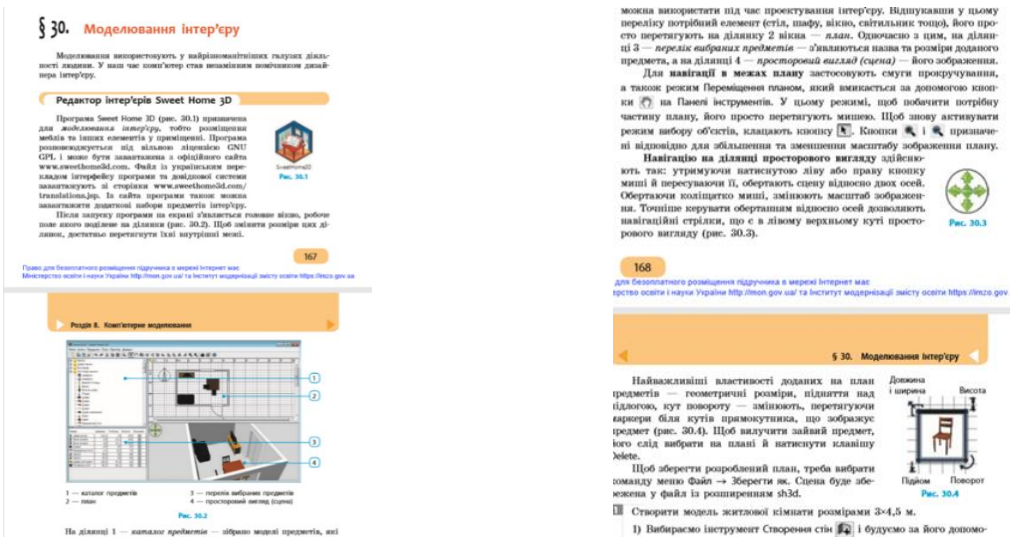 § 30. Моделювання інтер'єру
Моделювання використовують у найрізноманітніших галузях діяль-
ності людини. У наш час комп'ютер став незамінним помічником дизай-
нера інтер'єру.
Редактор інтер'єрів Sweet Home 3D
Програма Sweet Home 3D (рис. 30.1) призначена
для моделювання інтер'єру, тобто розміщення
меблів та інших елементів у приміщенні. Програма
розповсюджується під вільною ліцензією GNU
GPL і може бути завантажена з офіційного сайта
www.sweethome3d.com. Файл із українським пере-
кладом інтерфейсу програми та довідкової системи
завантажують зі сторінки www.sweethome3d.com/
translations.jsp. Із сайта програми також можна
завантажити додаткові набори предметів інтер'єру.
Рис. 30.1
Після запуску програми на екрані з'являється головне вікно, робоче
поле якого поділене на ділянки (рис. 30.2). Щоб змінити розміри цих ді-
лянок, достатньо перетягнути їхні внутрішні межі.
167
Право для безоплатного розміщення підручника в мережі Інтернет має
Міністерство освіти і науки України http://mon.gov.ua/ та Інститут модернізації змісту освіти https://imzo.gov.ua
Розділ 8. Комп'ютерне моделювання
1
2
3
4
1 — каталог предметів
2 — план
3 — перелік вибраних предметів
4 — просторовий вигляд (сцена)
Рис. 30.2
На ділянці 1 — каталог предметів — зібрано моделі предметів, які
можна використати під час проектування інтер'єру. Відшукавши у цьому
переліку потрібний елемент (стіл, шафу, вікно, світильник тощо), його про-
сто перетягують на ділянку 2 вікна — план. Одночасно з цим, на ділян-
ці 3 — перелік вибраних предметів — з'являються назва та розміри доданого
предмета, а на ділянці 4 — просторовий вигляд (сцена) — його зображення.
Для навігації в межах плану застосовують смуги прокручування,
а також режим Переміщення планом, який вмикається за допомогою кноп-
ки на Панелі інструментів. У цьому режимі, щоб побачити потрібну
частину плану, його просто перетягують мишею. Щоб знову активувати
режим вибору об'єктів, клацають кнопку . Кнопки і призначе-
ні відповідно для збільшення та зменшення масштабу зображення плану.
Навігацію на ділянці просторового вигляду здійсню-
ють так: утримуючи натиснутою ліву або праву кнопку
миші й пересуваючи її, обертають сцену відносно двох осей.
Обертаючи коліщатко миші, змінюють масштаб зображен-
ня. Точніше керувати обертанням відносно осей дозволяють
навігаційні стрілки, що є в лівому верхньому куті просто-
рового вигляду (рис. 30.3).
Рис. 30.3
168
для безоплатного розміщення підручника в мережі Інтернет має
ерство освіти і науки України http://mon.gov.ua/ та Інститут модернізації змісту освіти https://imzo.gov
§ 30. Моделювання інтер'єру
Найважливіші властивості доданих на план
предметів — геометричні розміри, підняття над
підлогою, кут повороту — змінюють, перетягуючи
маркери біля кутів прямокутника, що зображує
предмет (рис. 30.4). Щоб вилучити зайвий предмет,
його слід вибрати на плані й натиснути клавішу
Delete.
Щоб зберегти розроблений план, треба вибрати
команду меню Файл → Зберегти як. Сцена буде збе-
режена у файл із розширенням sh3d.
Довжина
і ширина
Висота
Підйом
Поворот
Рис. 30.4
Створити модель житлової кімнати розмірами 3×4,5 м.
1) Вибираємо інструмент Створення стін і будуємо за його допомо-